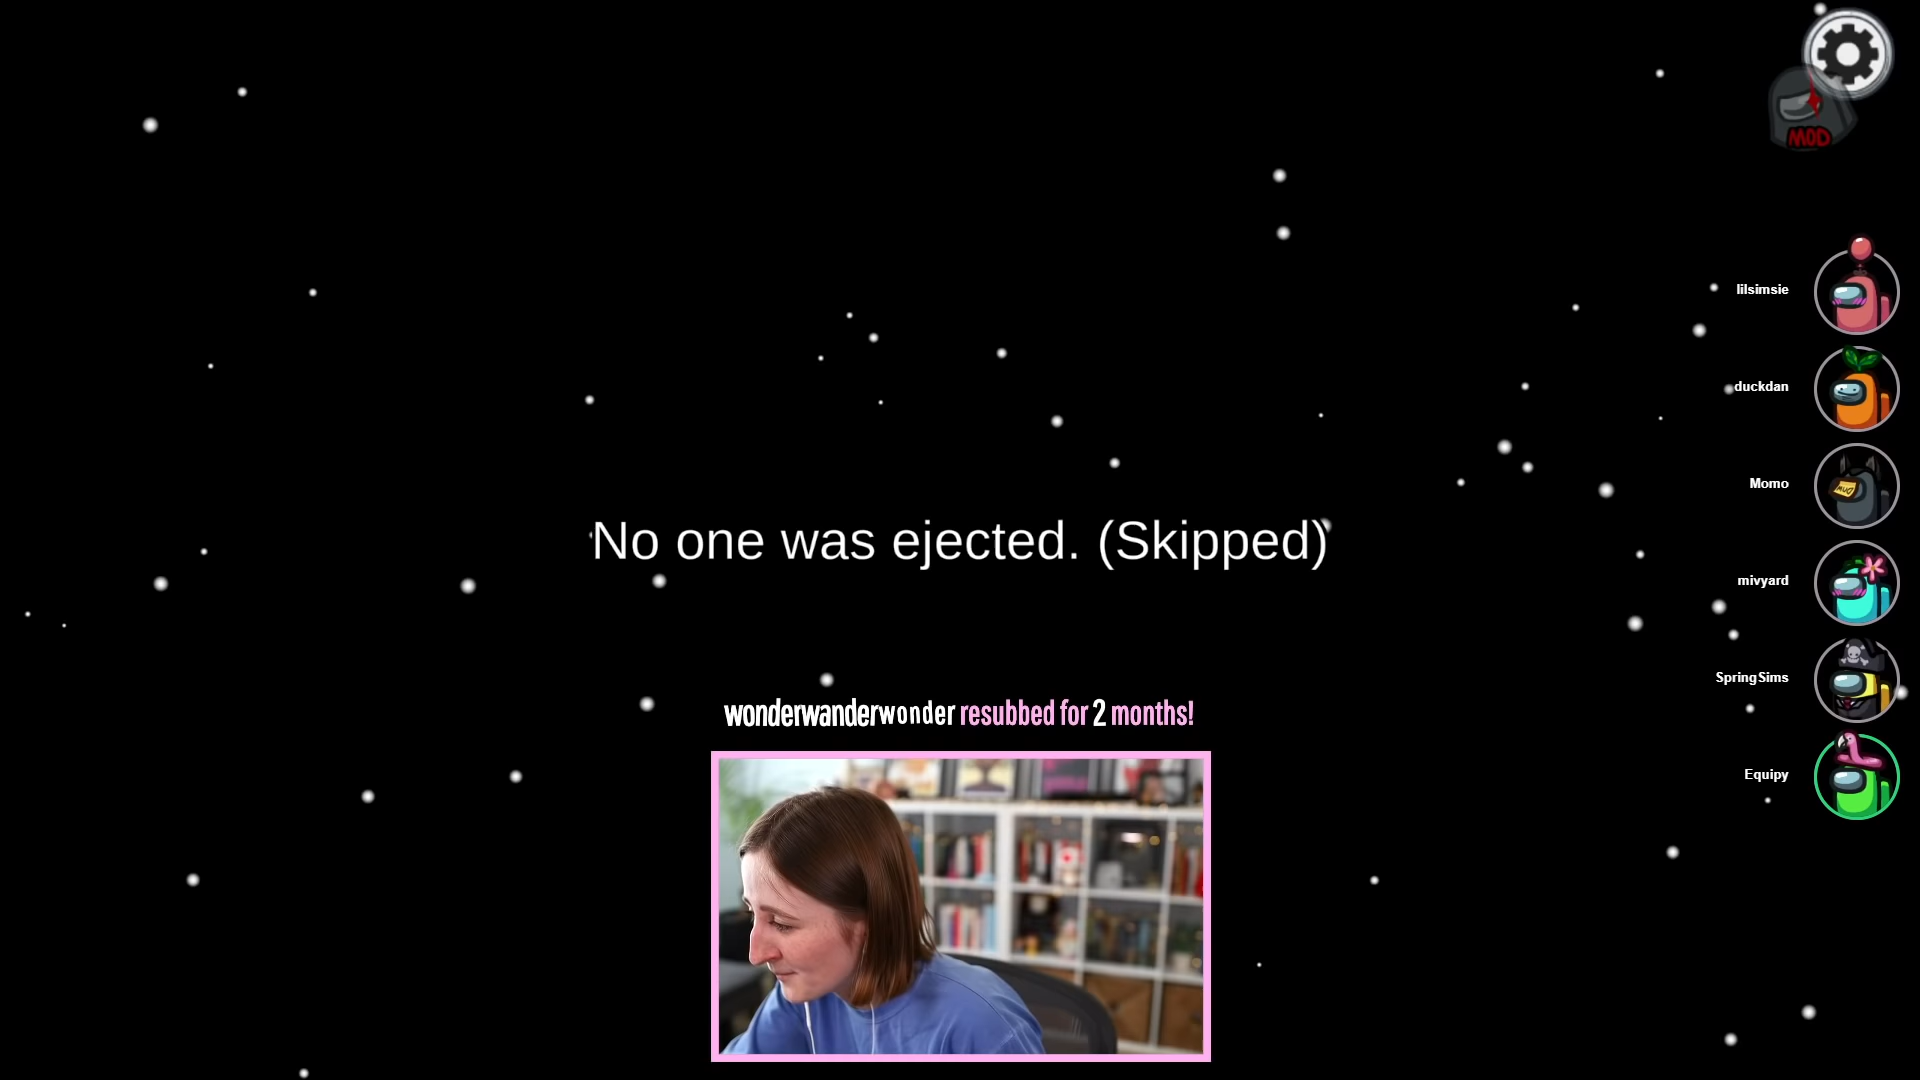 MOD
lilsimsie
duckdan
Momo
mivyard
SpringSims
Equipy
No one was ejected. (Skipped)
wonderwanderwonder resubbed for 2 months!